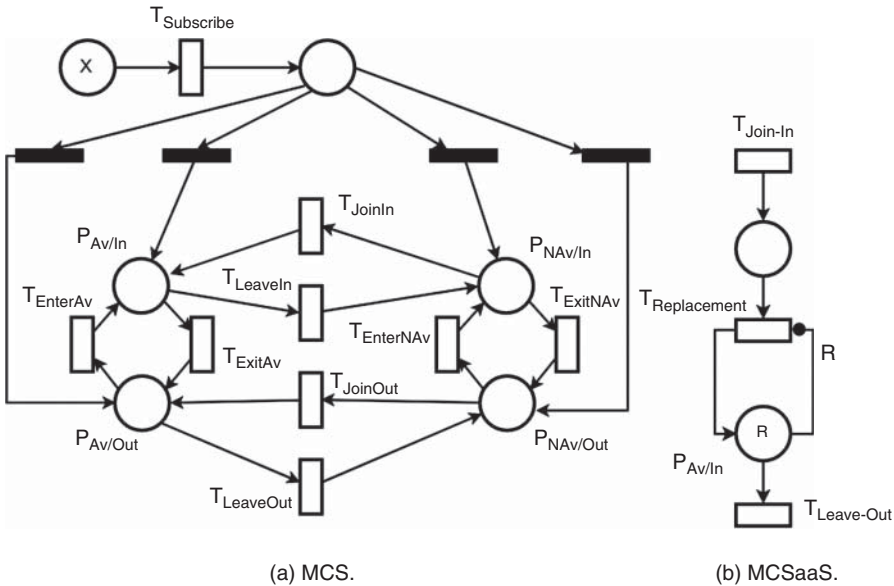 T_Subscribe
X
T_Join-In
T_JoinIn
P_Av/In
P_NAv/In
T_LeaveIn
T_EnterAv
T_ExitNAv
T_Replacement
T_EnterNAv
T_ExitAv
R
T_JoinOut
P_Av/Out
P_NAv/Out
R
P_Av/In
T_LeaveOut
T_Leave-Out
(a) MCS.
(b) MCSaaS.